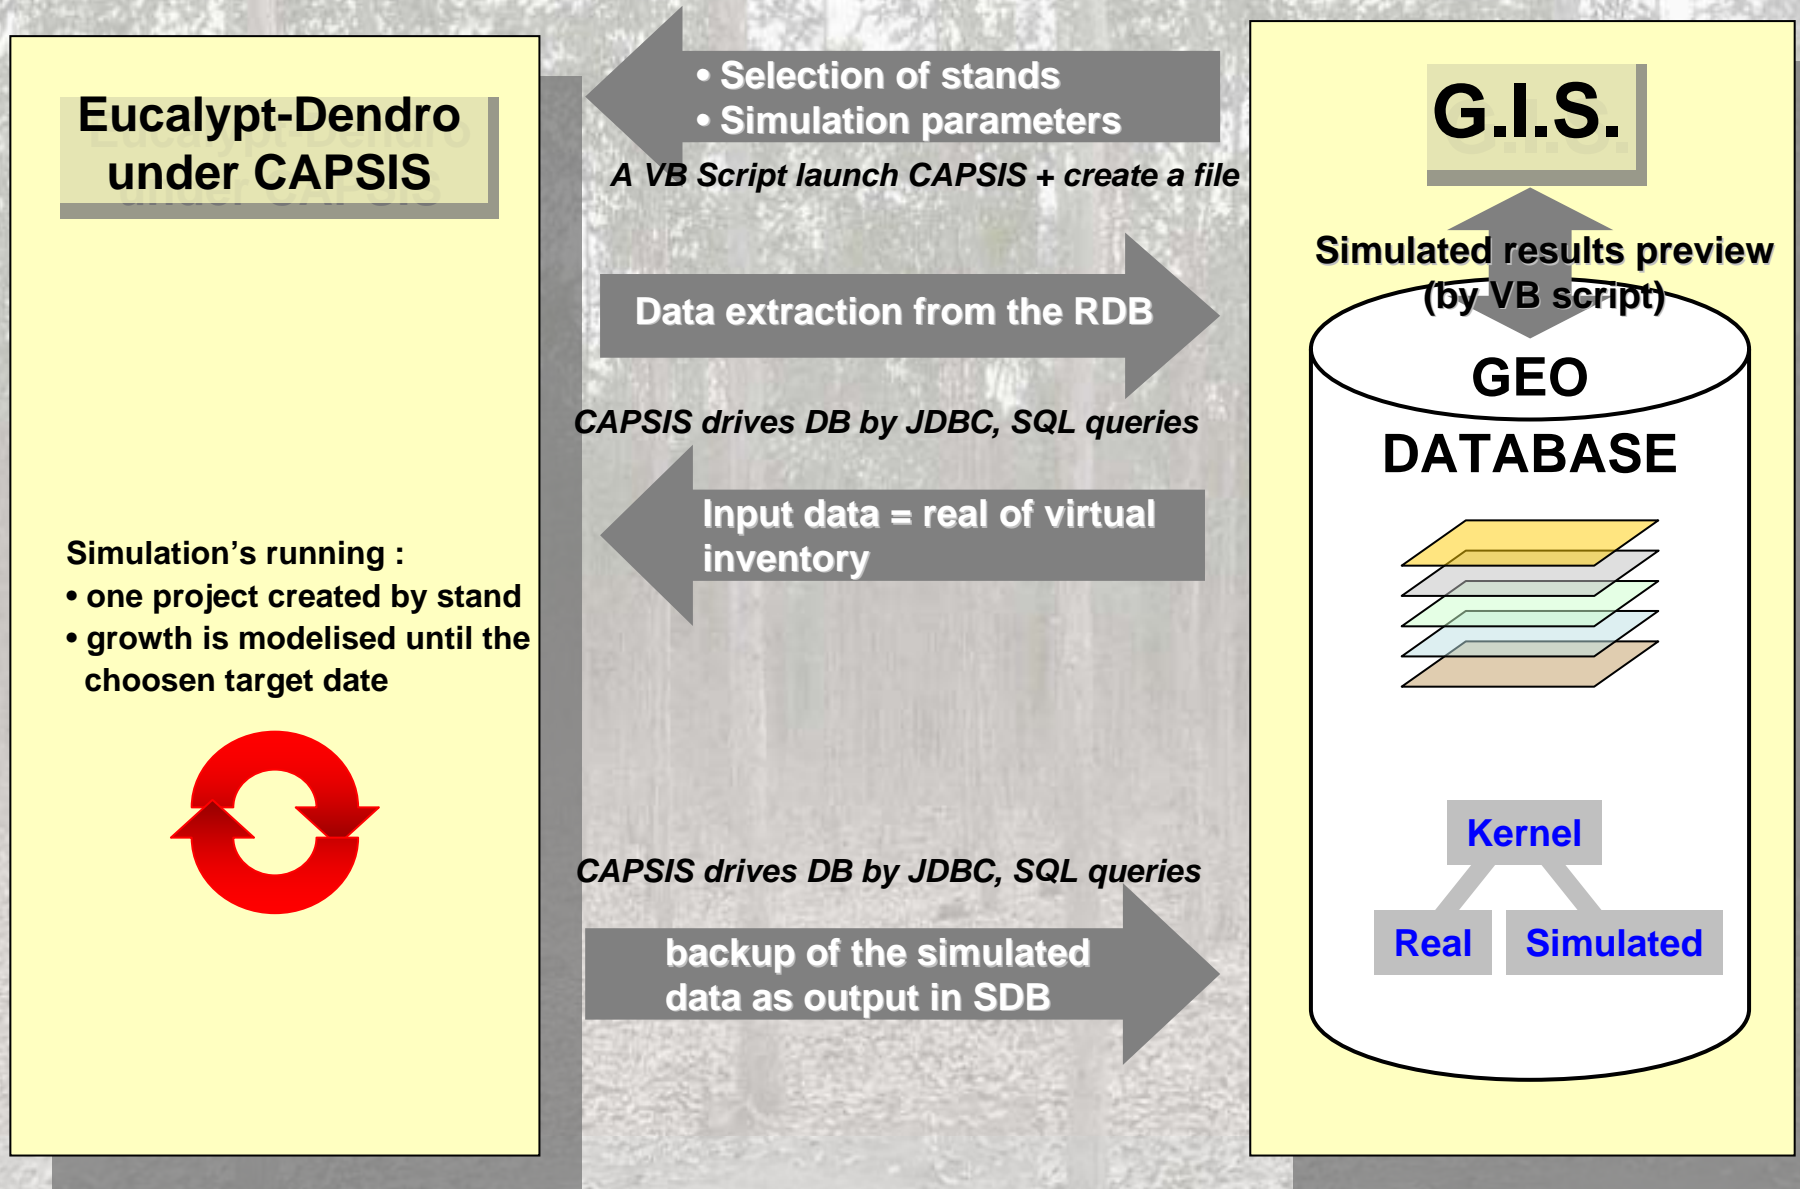 Eucalypt-Dendro
under CAPSIS
Simulation's running :
• one project created by stand
• growth is modelised until the
choosen target date
• Selection of stands
• Simulation parameters
A VB Script launch CAPSIS + create a file
Data extraction from the RDB
CAPSIS drives DB by JDBC, SQL queries
Input data = real of virtual
inventory
CAPSIS drives DB by JDBC, SQL queries
backup of the simulated
data as output in SDB
G.I.S.
Simulated results preview
(by VB script)
GEO
DATABASE
Kernel
Real
Simulated